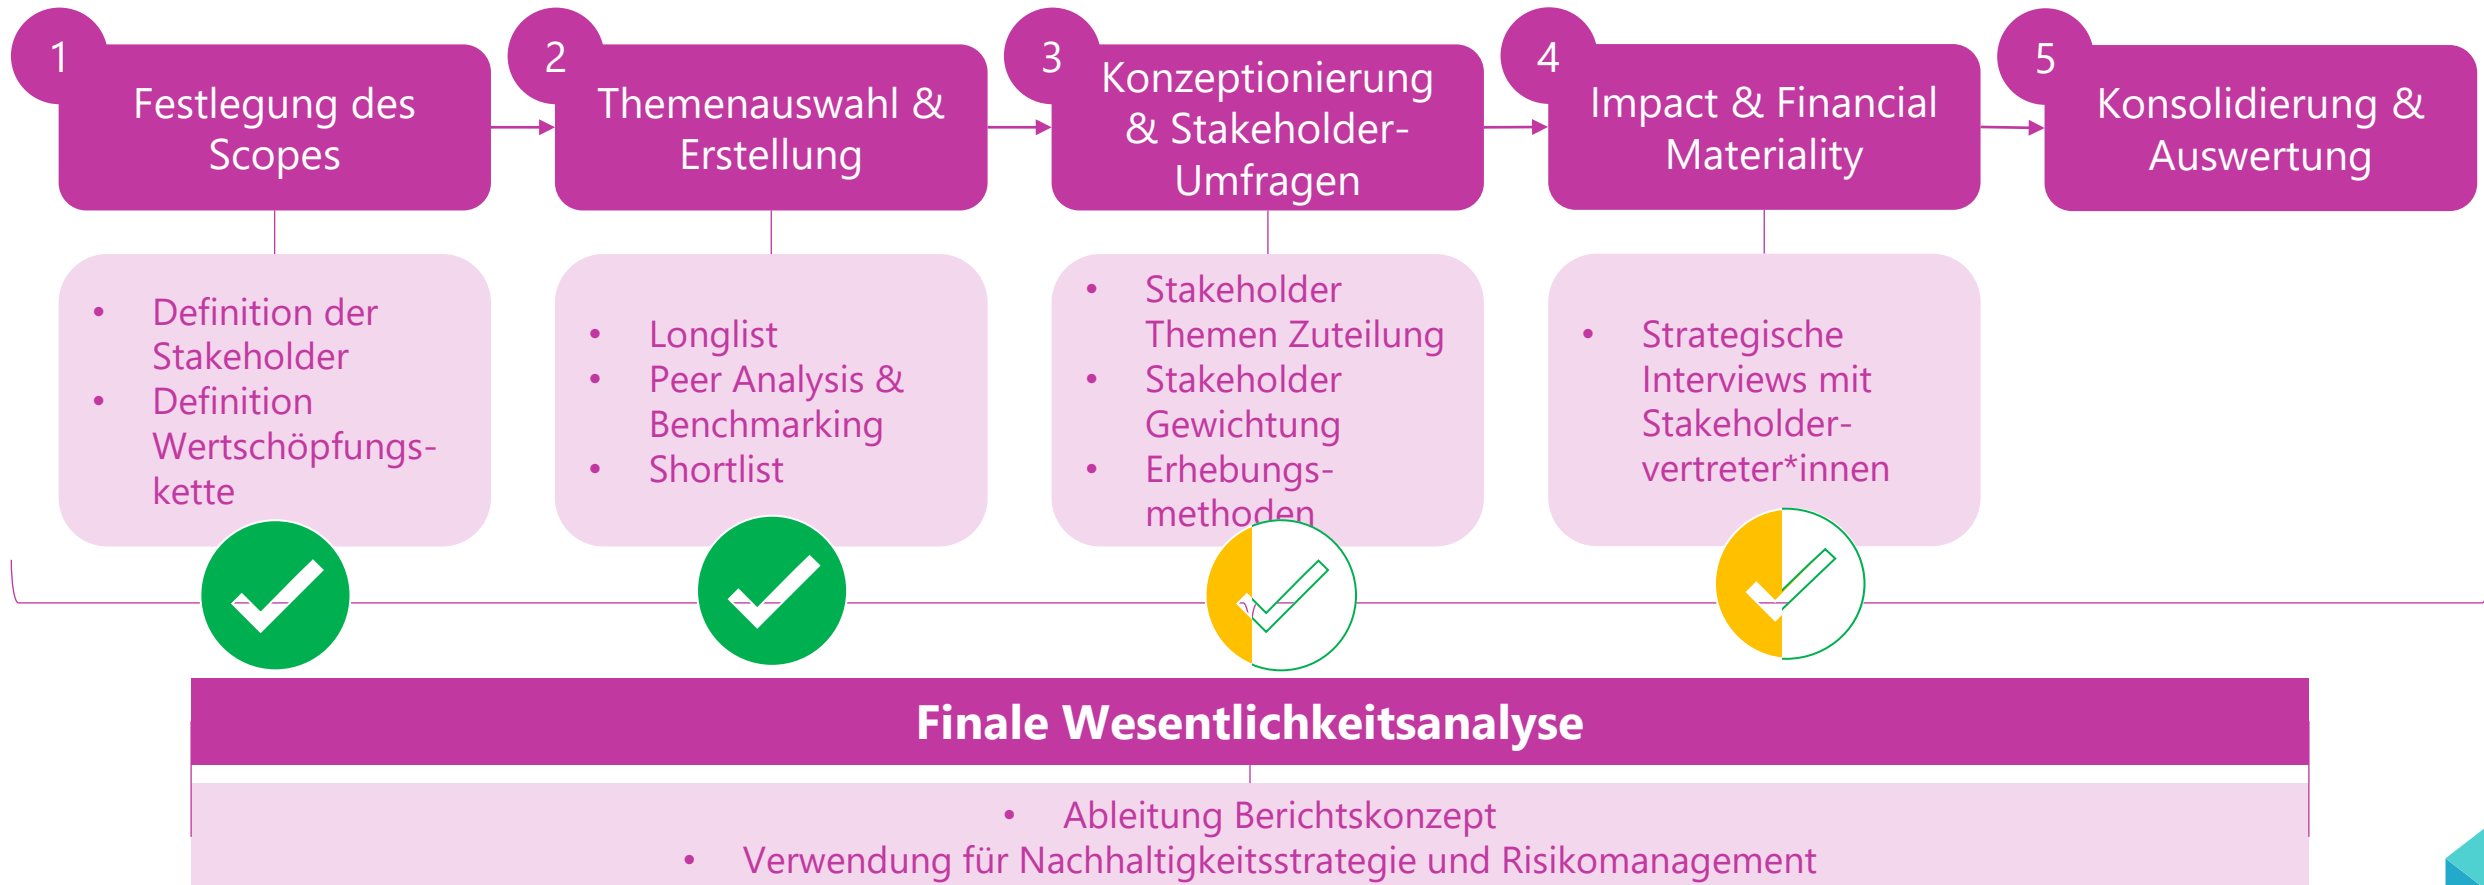 1
Festlegung des
Scopes
2
Themenauswahl &
Erstellung
3
Konzeptionierung
& Stakeholder-
Umfragen
4
Impact & Financial
Materiality
5
Konsolidierung &
Auswertung
• Definition der
Stakeholder
• Definition
Wertschöpfungs-
kette
• Longlist
• Peer Analysis &
Benchmarking
• Shortlist
• Stakeholder
Themen Zuteilung
• Stakeholder
Gewichtung
• Erhebungs-
methoden
• Strategische
Interviews mit
Stakeholder-
vertreter*innen
Finale Wesentlichkeitsanalyse
• Ableitung Berichtskonzept
• Verwendung für Nachhaltigkeitsstrategie und Risikomanagement